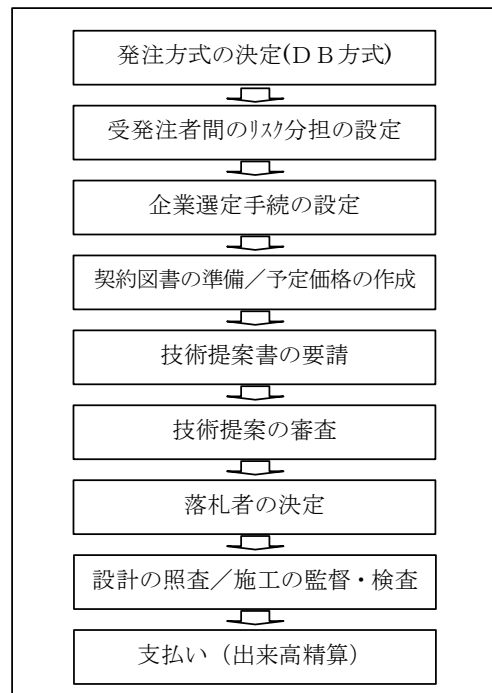 発注方式の決定(ＤＢ方式)
受発注者間のﾘｽｸ分担の設定
企業選定手続の設定
契約図書の準備／予定価格の作成
技術提案書の要請
技術提案の審査
落札者の決定
設計の照査／施工の監督・検査
支払い（出来高精算）